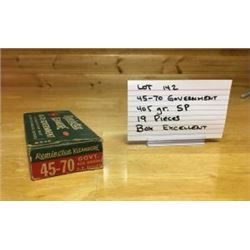 Remington KLEANBORE
45-70 GOVT.
LOT 142
45-70 GOVERNMENT
405 gr. SP
19 PIECES
BOX EXCELLENT